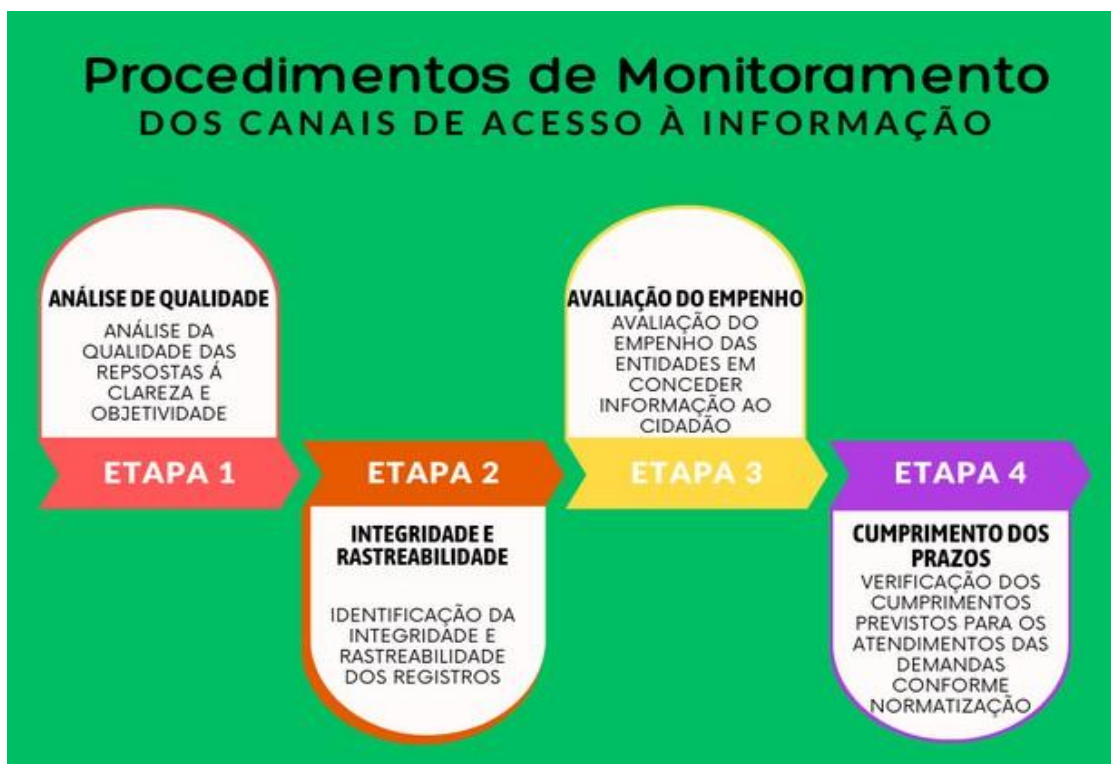 Procedimentos de Monitoramento
DOS CANAIS DE ACESSO À INFORMAÇÃO
ANÁLISE DE QUALIDADE
ANÁLISE DA
QUALIDADE DAS
REPSOSTAS Á
CLAREZA E
OBJETIVIDADE
ETAPA 1
ETAPA 2
INTEGRIDADE E
RASTREABILIDADE
IDENTIFICAÇÃO DA
INTEGRIDADE E
RASTREABILIDADE
DOS REGISTROS
AVALIAÇÃO DO EMPENHO
AVALIAÇÃO DO
EMPENHO DAS
ENTIDADES EM
CONCEDER
INFORMAÇÃO AO
CIDADÃO
ETAPA 3
ETAPA 4
CUMPRIMENTO DOS
PRAZOS
VERIFICAÇÃO DOS
CUMPRIMENTOS
PREVISTOS PARA OS
ATENDIMENTOS DAS
DEMANDAS
CONFORME
NORMATIZAÇÃO